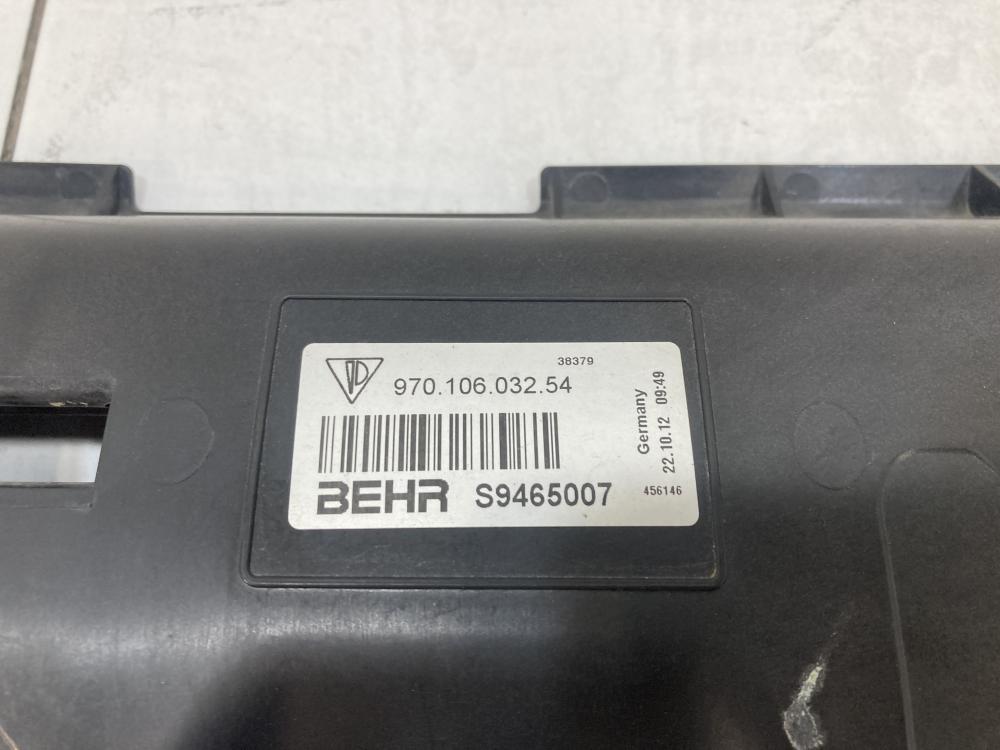 38379
970.106.032.54
BEHR S9465007
Germany
22.10.12 09:49
456146